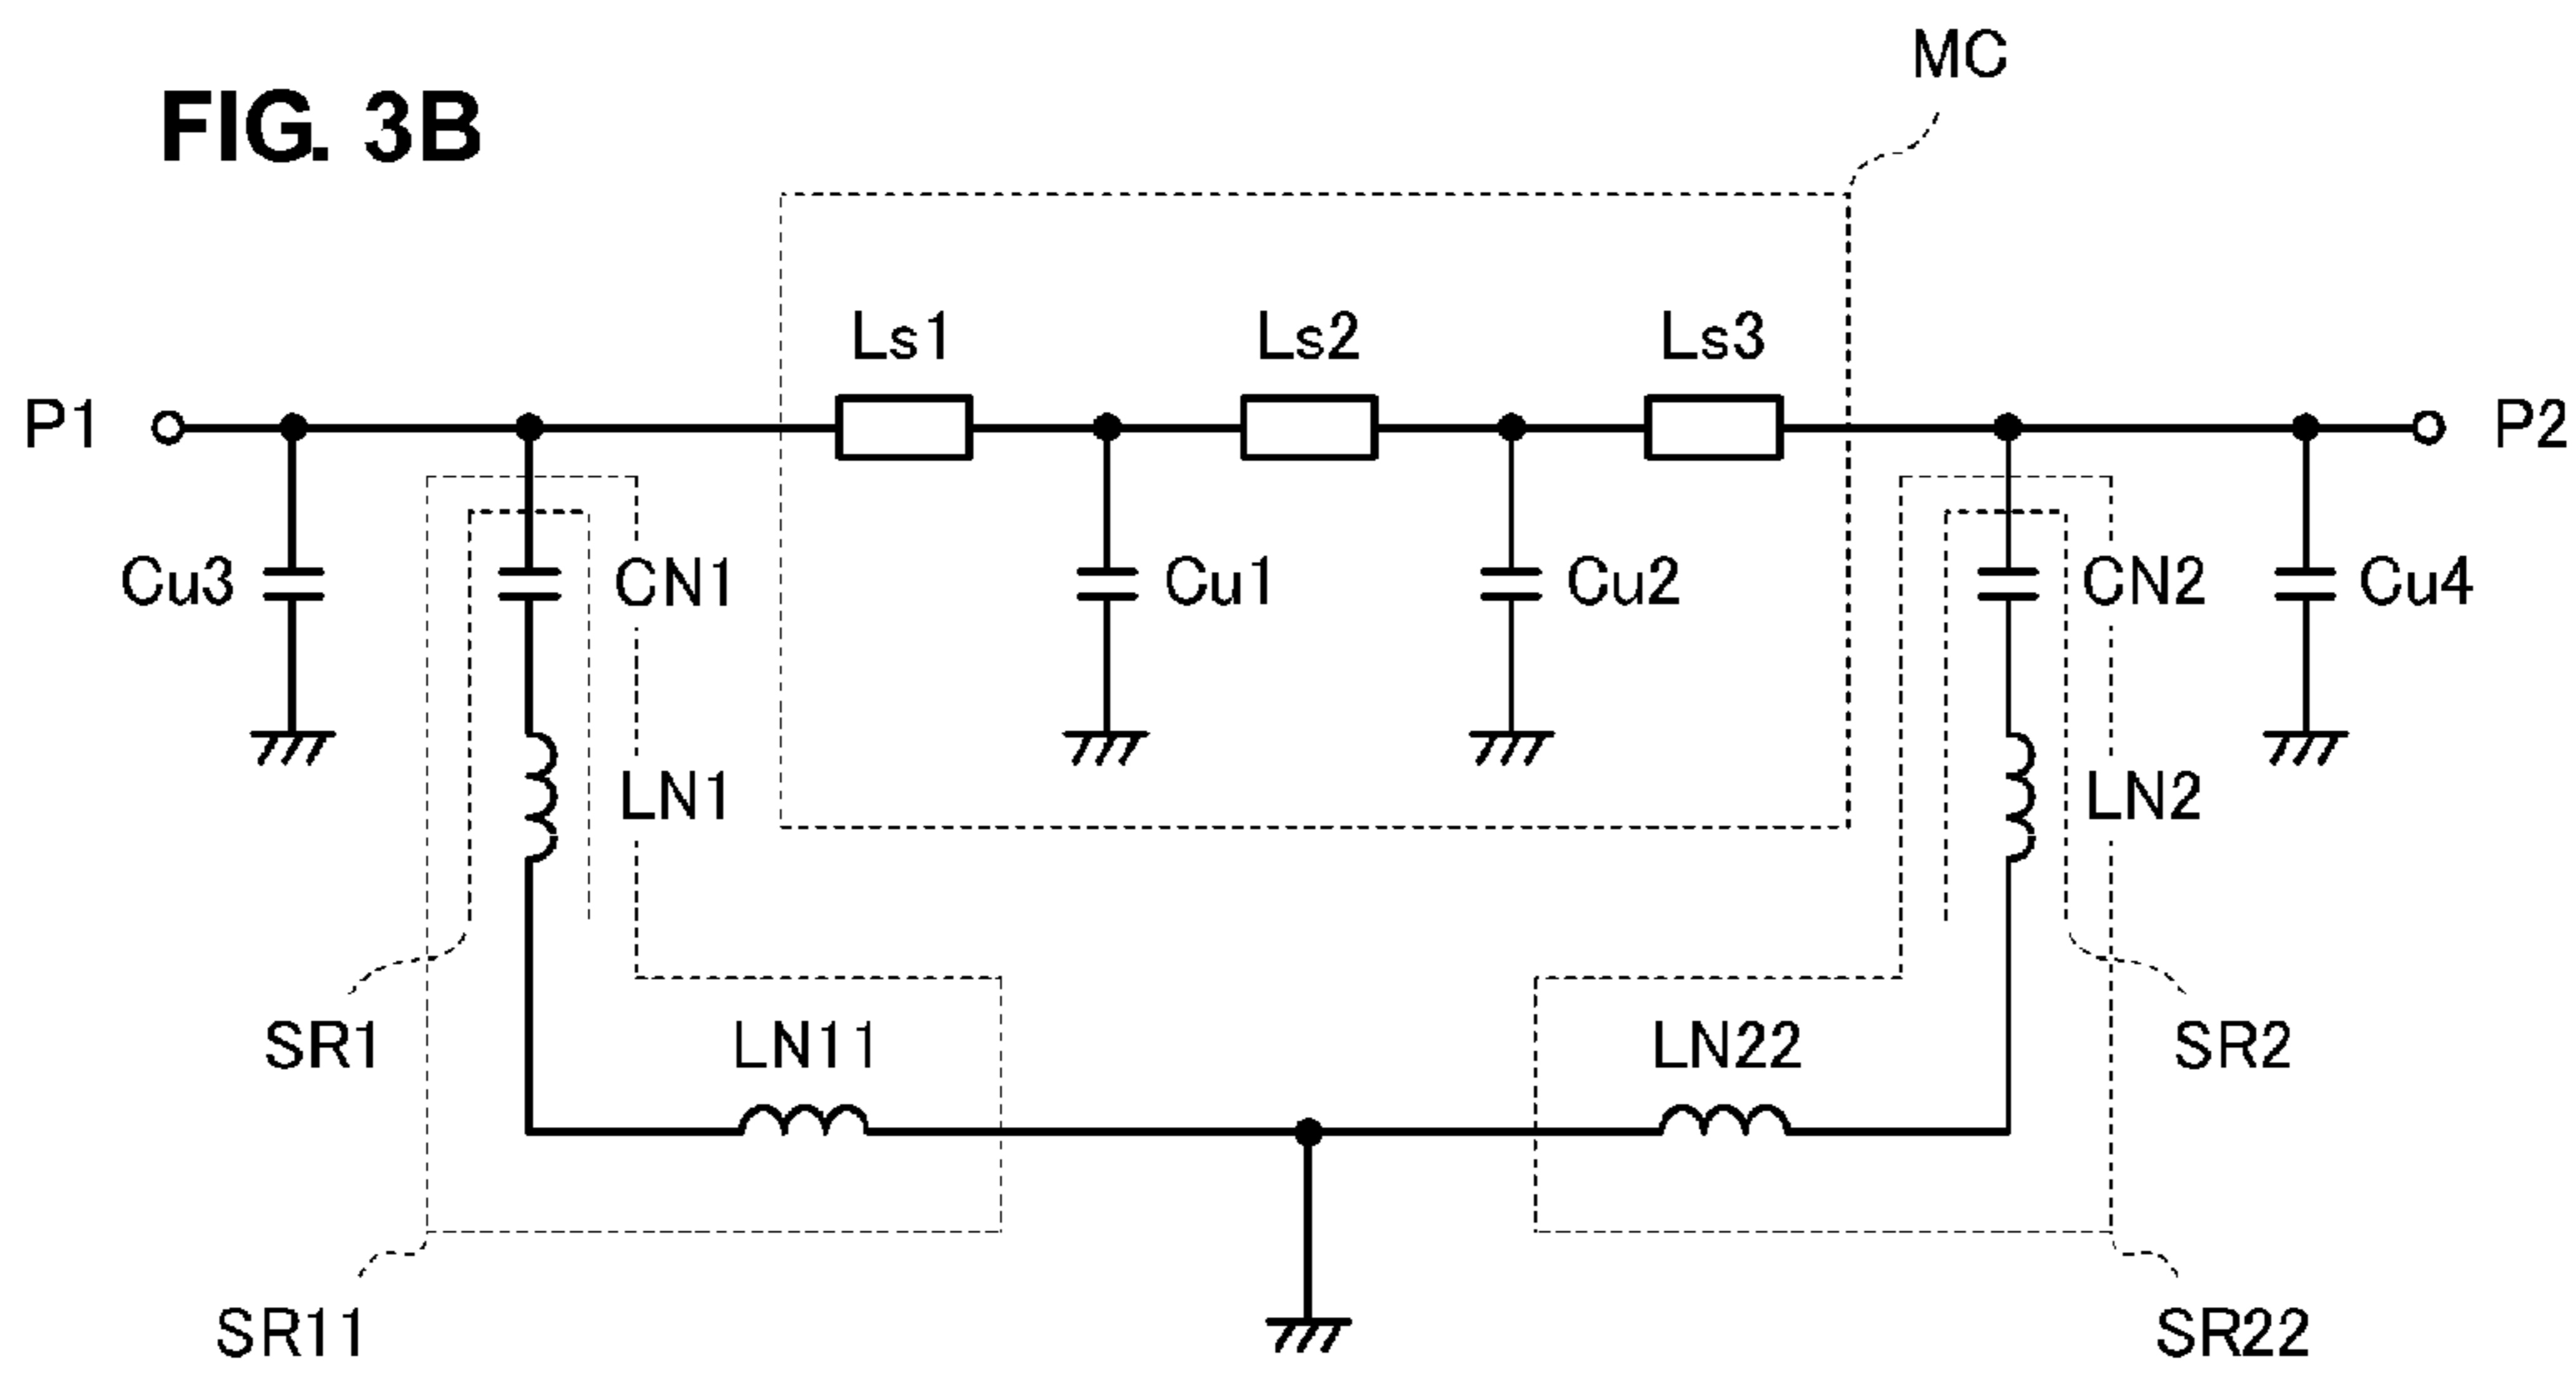 MC
FIG. 3B
Ls1 Ls2 Ls3
P1 P2
Cu3 CN1 Cu1 Cu2 CN2 Cu4
LN1 LN2
SR1 LN11 LN22 SR2
SR11 SR22